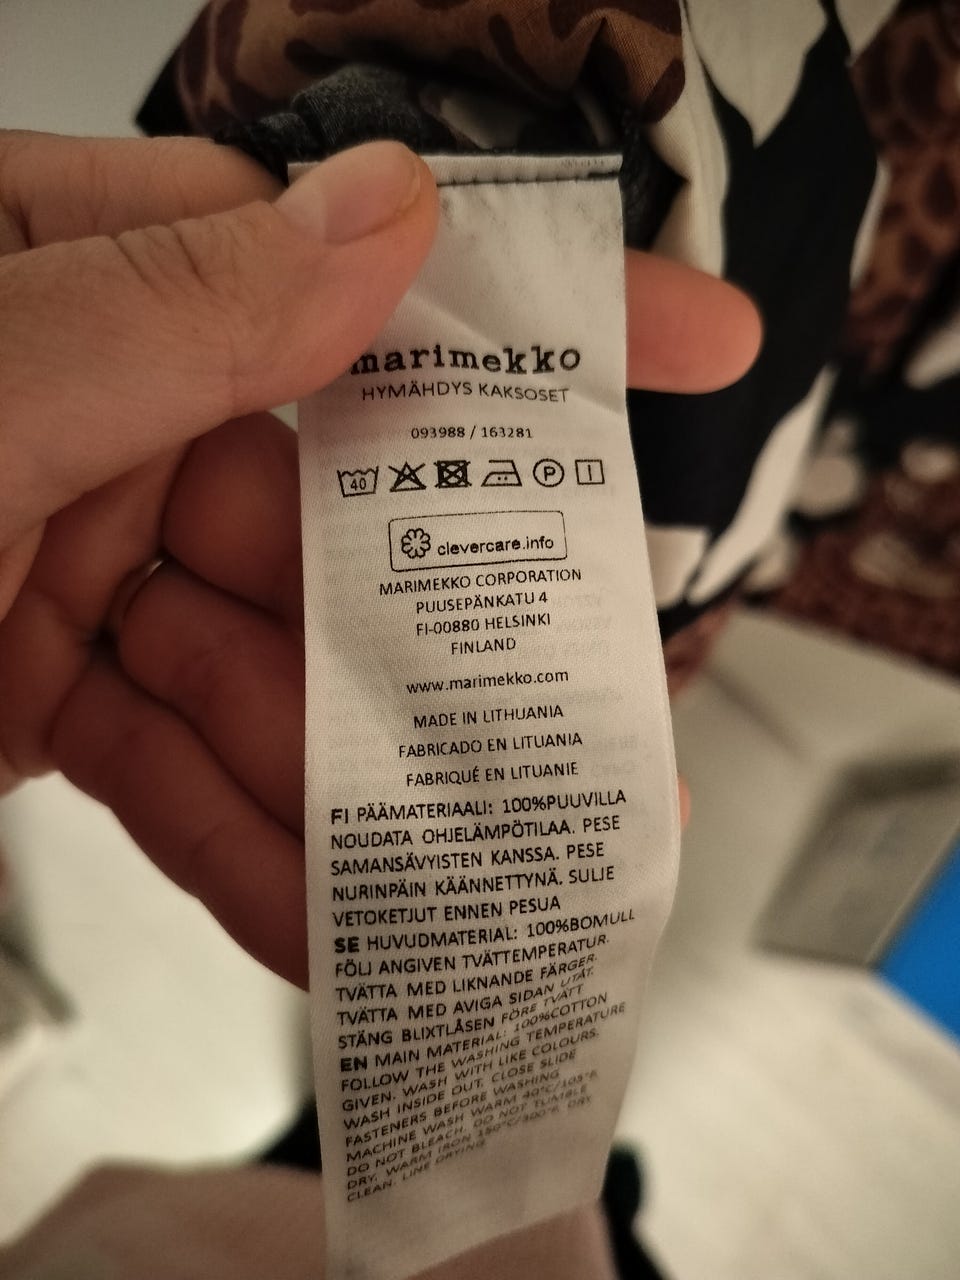 marimekko
HYMÄHDYS KAKSOSET
093988 / 163281
40 P
clevercare.info
MARIMEKKO CORPORATION
PUUSEPÄNKATU 4
FI-00880 HELSINKI
FINLAND
www.marimekko.com
MADE IN LITHUANIA
FABRICADO EN LITUANIA
FABRIQUÉ EN LITUANIE
FI PÄÄMATERIAALI: 100%PUUVILLA
NOUDATA OHJELÄMPÖTILAA. PESE
SAMANSÄVYISTEN KANSSA. PESE
NURINPÄIN KÄÄNNETTYNÄ. SULJE
VETOKETJUT ENNEN PESUA
SE HUVUDMATERIAL: 100%BOMULL
FÖLJ ANGIVEN TVÄTTEMPERATUR.
TVÄTTA MED LIKNANDE FÄRGER.
TVÄTTA MED AVIGA SIDAN UTÅT.
STÄNG BLIXTLÅSEN FÖRE TVÄTT
EN MAIN MATERIAL: 100%COTTON
FOLLOW THE WASHING TEMPERATURE
GIVEN. WASH WITH LIKE COLOURS.
WASH INSIDE OUT. CLOSE SLIDE
FASTENERS BEFORE WASHING
MACHINE WASH WARM 40°C/105°F.
DO NOT BLEACH. DO NOT TUMBLE
DRY. WARM IRON 150°C/300°F. DRY
CLEAN. LINE DRYING